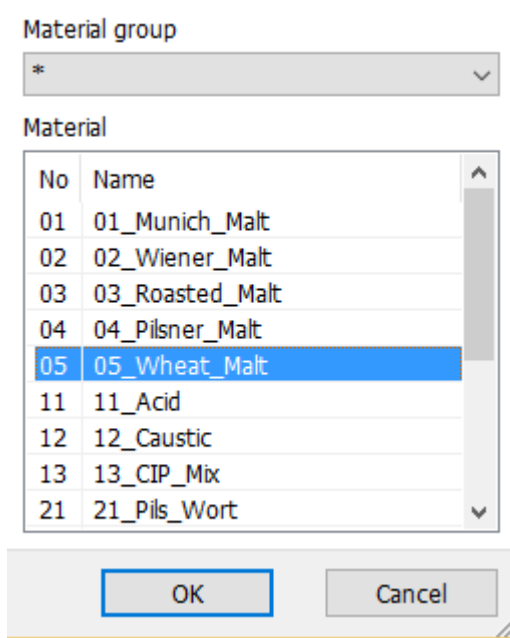 Material group
*
Material
No Name
01 01_Munich_Malt
02 02_Wiener_Malt
03 03_Roasted_Malt
04 04_Pilsner_Malt
05 05_Wheat_Malt
11 11_Acid
12 12_Caustic
13 13_CIP_Mix
21 21_Pils_Wort
OK Cancel